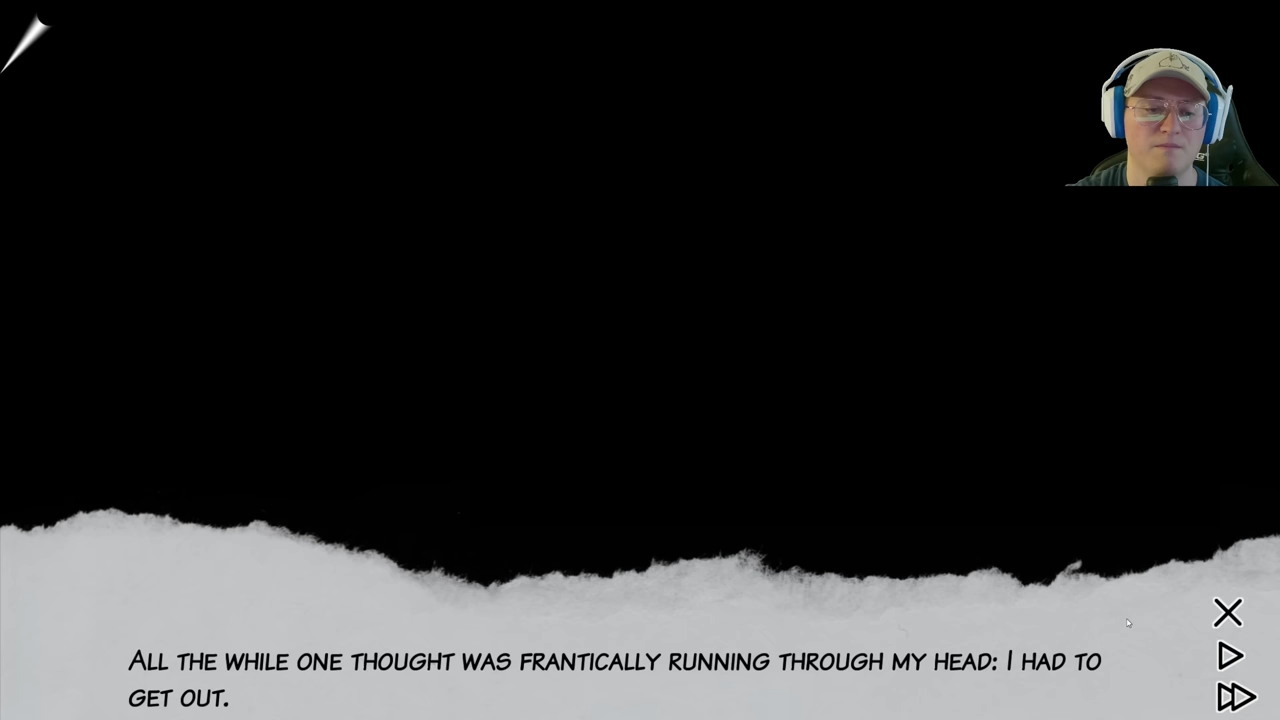 ALL THE WHILE ONE THOUGHT WAS FRANTICALLY RUNNING THROUGH MY HEAD: I HAD TO
GET OUT.